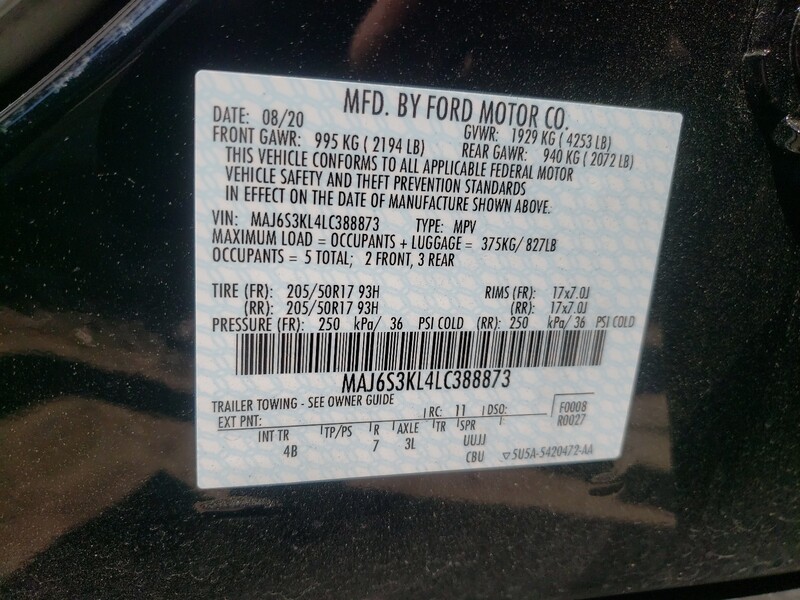 MFD. BY FORD MOTOR CO.
DATE: 08/20 GVWR: 1929 KG ( 4253 LB)
FRONT GAWR: 995 KG ( 2194 LB) REAR GAWR: 940 KG ( 2072 LB)
THIS VEHICLE CONFORMS TO ALL APPLICABLE FEDERAL MOTOR
VEHICLE SAFETY AND THEFT PREVENTION STANDARDS
IN EFFECT ON THE DATE OF MANUFACTURE SHOWN ABOVE.
VIN: MAJ6S3KL4LC388873 TYPE: MPV
MAXIMUM LOAD = OCCUPANTS + LUGGAGE = 375KG/ 827LB
OCCUPANTS = 5 TOTAL; 2 FRONT, 3 REAR
TIRE (FR): 205/50R17 93H RIMS (FR): 17x7.0J
(RR): 205/50R17 93H (RR): 17x7.0J
PRESSURE (FR): 250 kPa/ 36 PSI COLD (RR): 250 kPa/ 36 PSI COLD
MAJ6S3KL4LC388873
TRAILER TOWING - SEE OWNER GUIDE
EXT PNT: RC: 11 DSO: F0008
R0027
INT TR TP/PS R AXLE TR SPR
4B 7 3L UUJJ
CBU 5U5A-5420472-AA